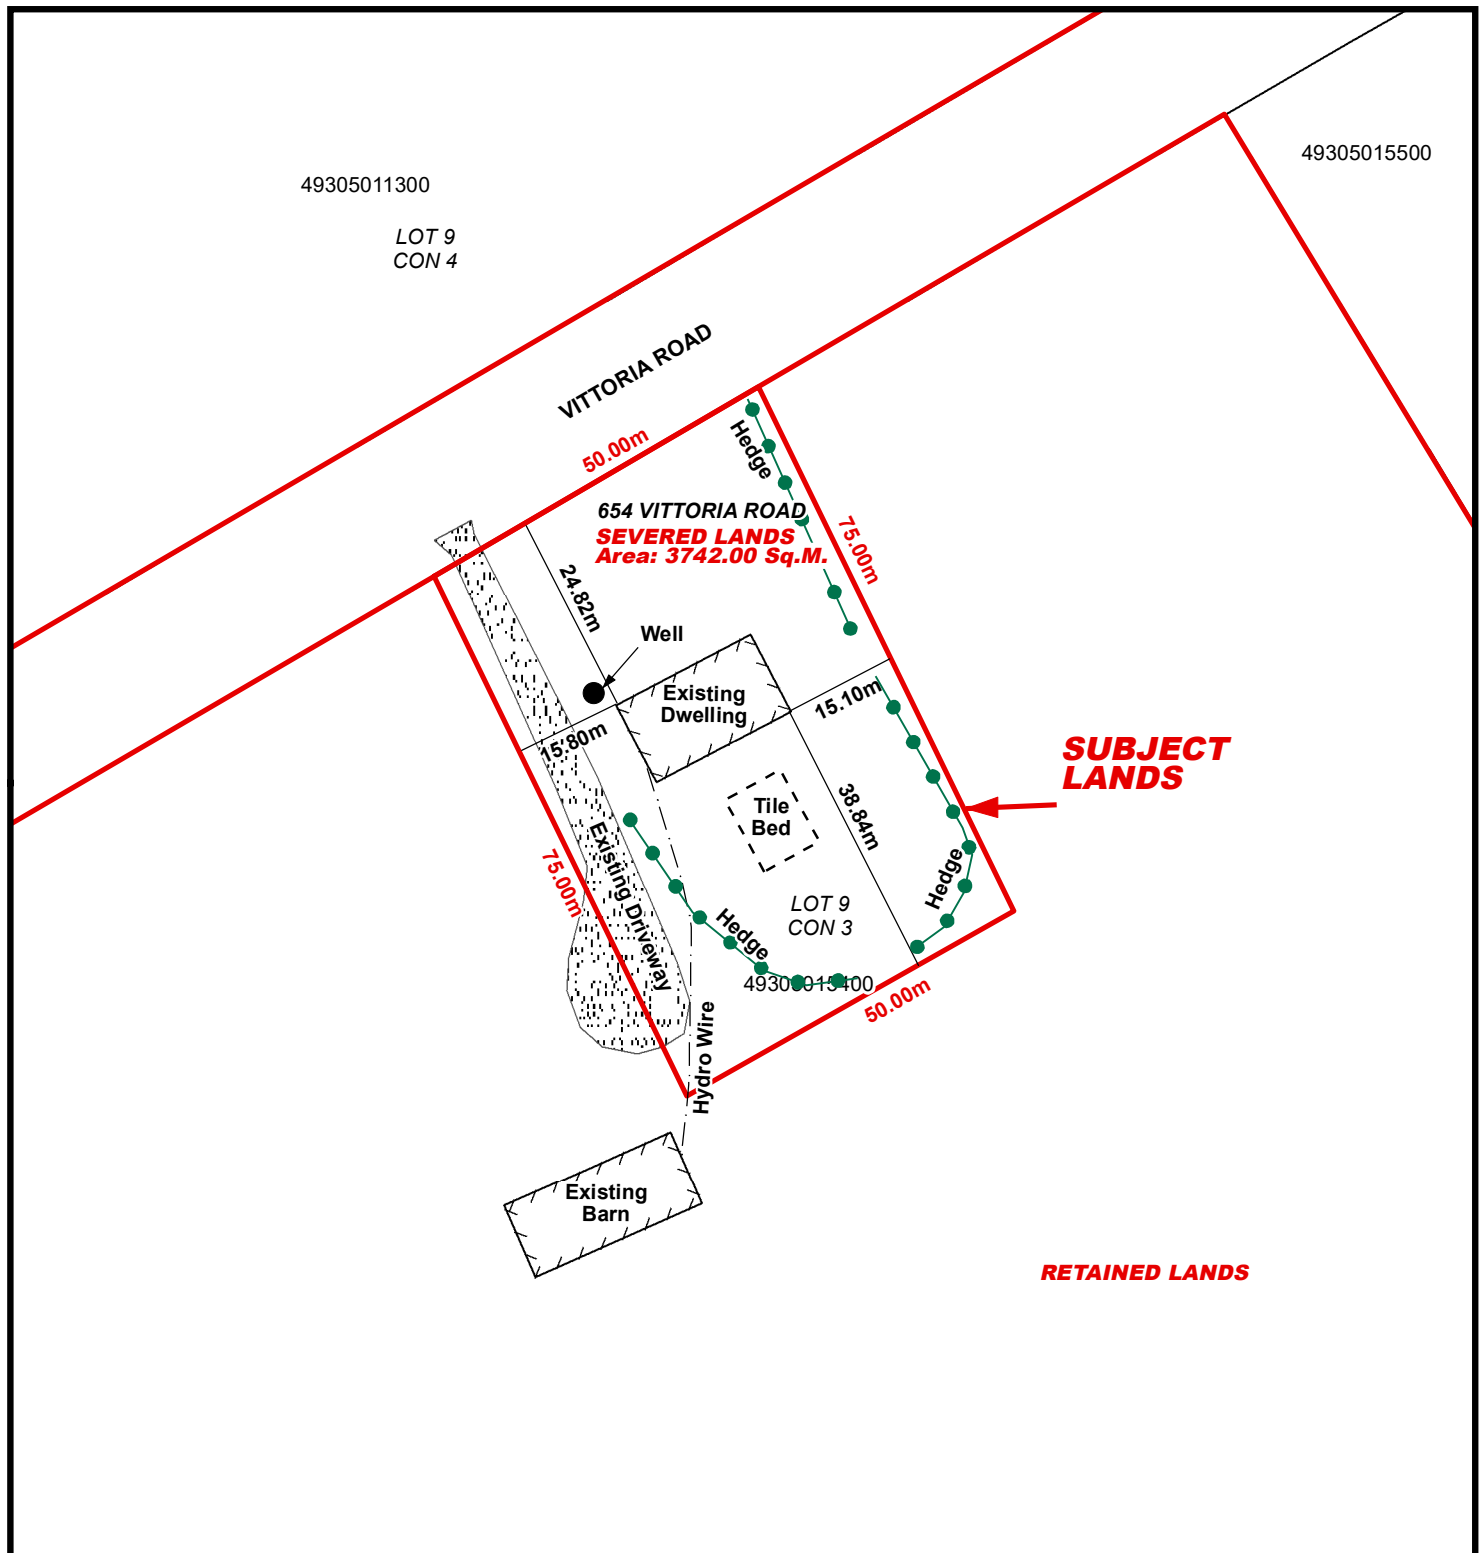 49305015500
49305011300
LOT 9
CON 4
VITTORIA ROAD
50.00m
Hedge
654 VITTORIA ROAD
SEVERED LANDS
Area: 3742.00 Sq.M.
75.00m
24.82m
Well
Existing
Dwelling
15.10m
15.80m
SUBJECT
LANDS
Tile
Bed
38.84m
Existing Driveway
75.00m
Hedge
LOT 9
CON 3
Hedge
49305015400
50.00m
Hydro Wire
Existing
Barn
RETAINED LANDS